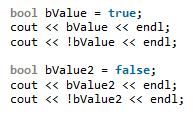 bool bValue = true;
cout << bValue << endl;
cout << !bValue << endl;

bool bValue2 = false;
cout << bValue2 << endl;
cout << !bValue2 << endl;